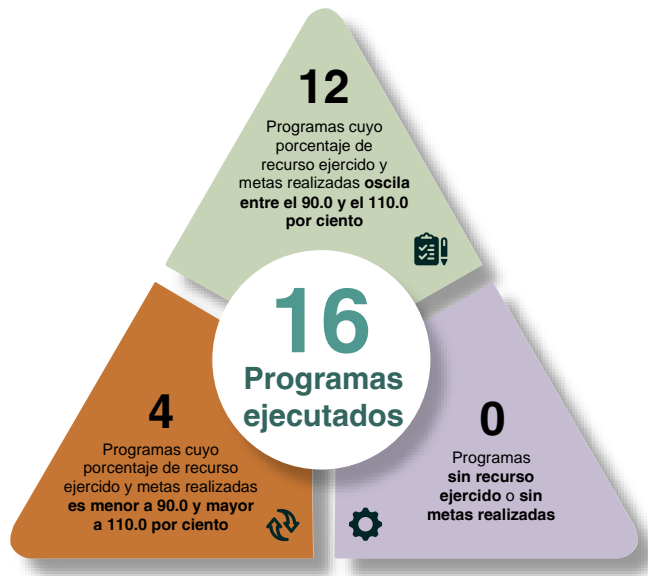 12
Programas cuyo
porcentaje de
recurso ejercido y
metas realizadas oscila
entre el 90.0 y el 110.0
por ciento
16
Programas
ejecutados
4
Programas cuyo
porcentaje de recurso
ejercido y metas realizadas
es menor a 90.0 y mayor
a 110.0 por ciento
0
Programas
sin recurso
ejercido o sin
metas realizadas